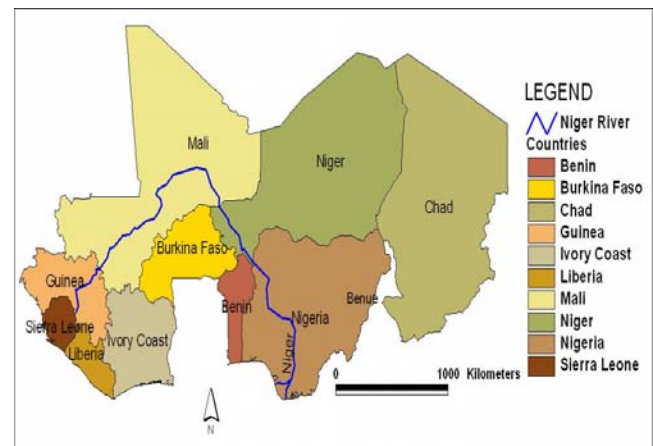 Mali
Niger
Chad
Burkina Faso
Guinea
Benin
Nigeria
Benue
Sierra Leone
Ivory Coast
Liberia
Niger
N
0 1000 Kilometers
LEGEND
Niger River
Countries
Benin
Burkina Faso
Chad
Guinea
Ivory Coast
Liberia
Mali
Niger
Nigeria
Sierra Leone